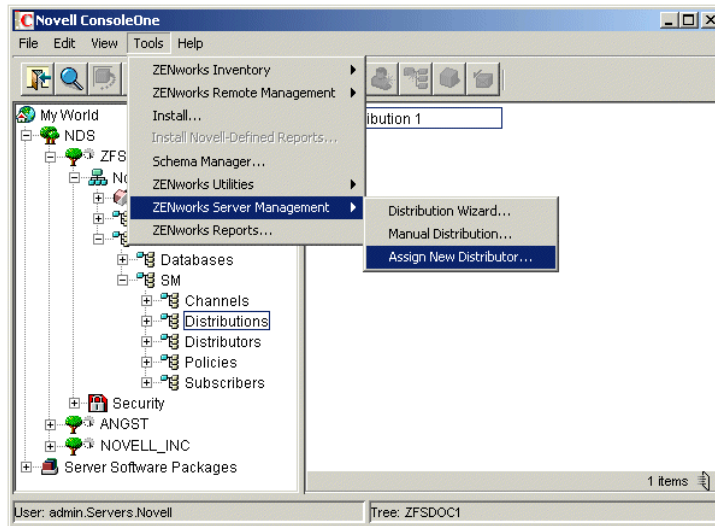 Novell ConsoleOne
File Edit View Tools Help
ZENworks Inventory
ZENworks Remote Management
Install...
Install Novell-Defined Reports...
Schema Manager...
ZENworks Utilities
ZENworks Server Management
ZENworks Reports...
Distribution Wizard...
Manual Distribution...
Assign New Distributor...
ibution 1
My World
NDS
ZFS
No
Databases
SM
Channels
Distributions
Distributors
Policies
Subscribers
Security
ANGST
NOVELL_INC
Server Software Packages
1 items
User: admin.Servers.Novell
Tree: ZFSDOC1